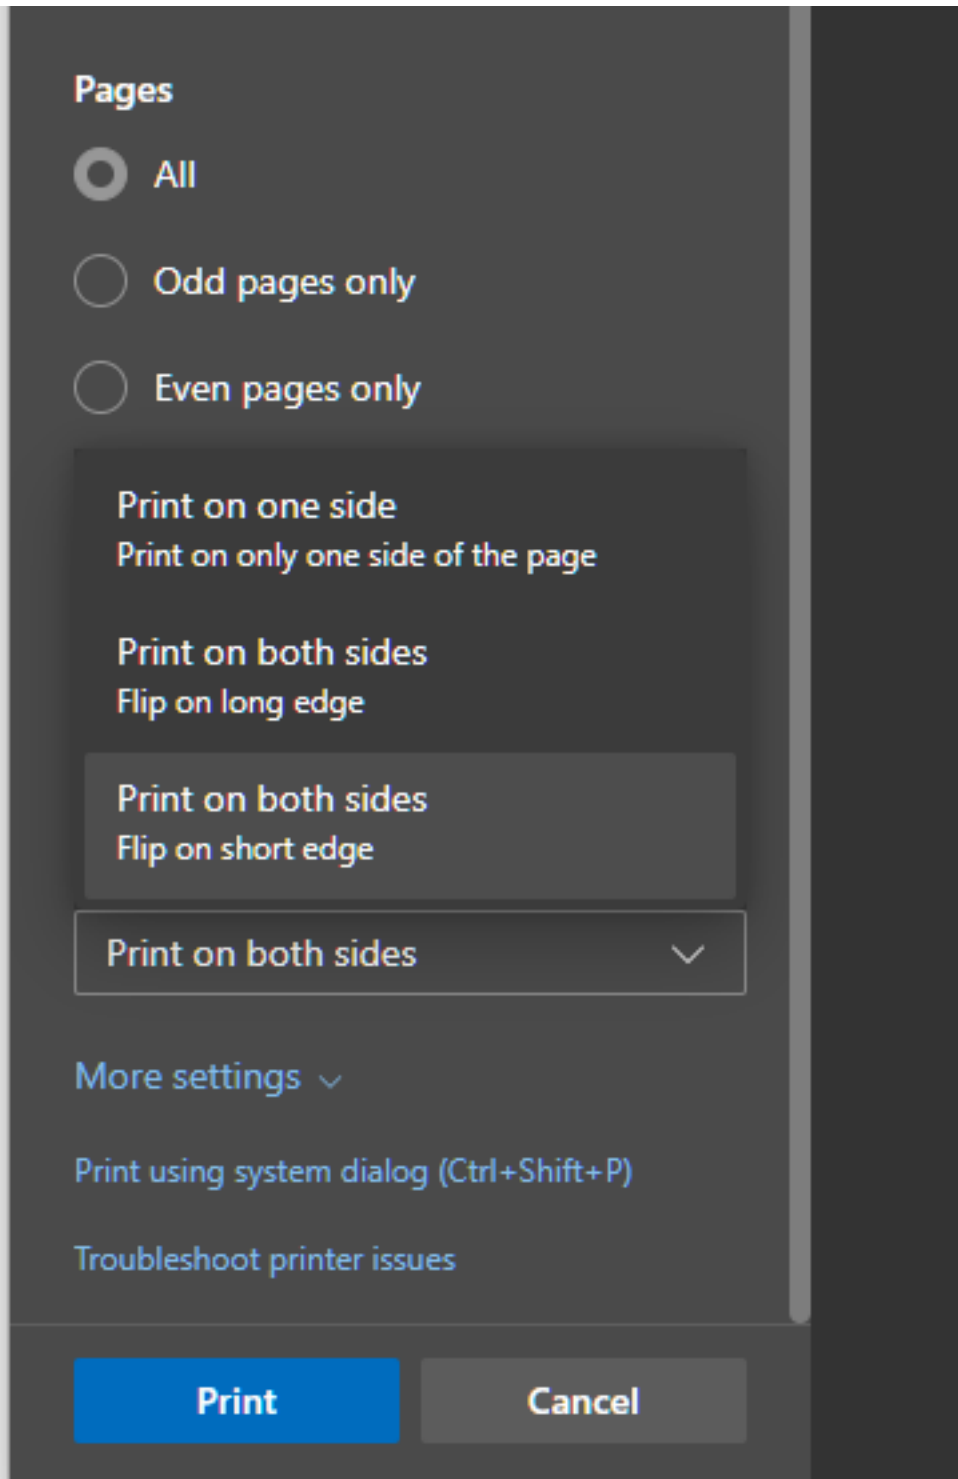 Pages
All
Odd pages only
Even pages only
Print on one side
Print on only one side of the page
Print on both sides
Flip on long edge
Print on both sides
Flip on short edge
Print on both sides
More settings
Print using system dialog (Ctrl+Shift+P)
Troubleshoot printer issues
Print
Cancel